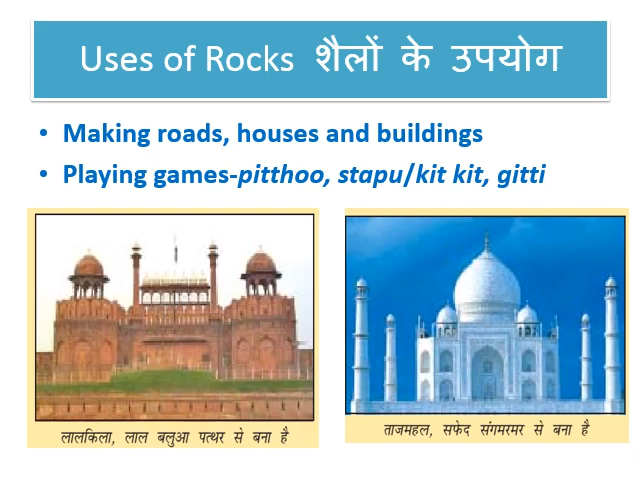 Uses of Rocks शैलों के उपयोग
• Making roads, houses and buildings
• Playing games-pitthoo, stapu/kit kit, gitti
लालकिला, लाल बलुआ पत्थर से बना है
ताजमहल, सफेद संगमरमर से बना है